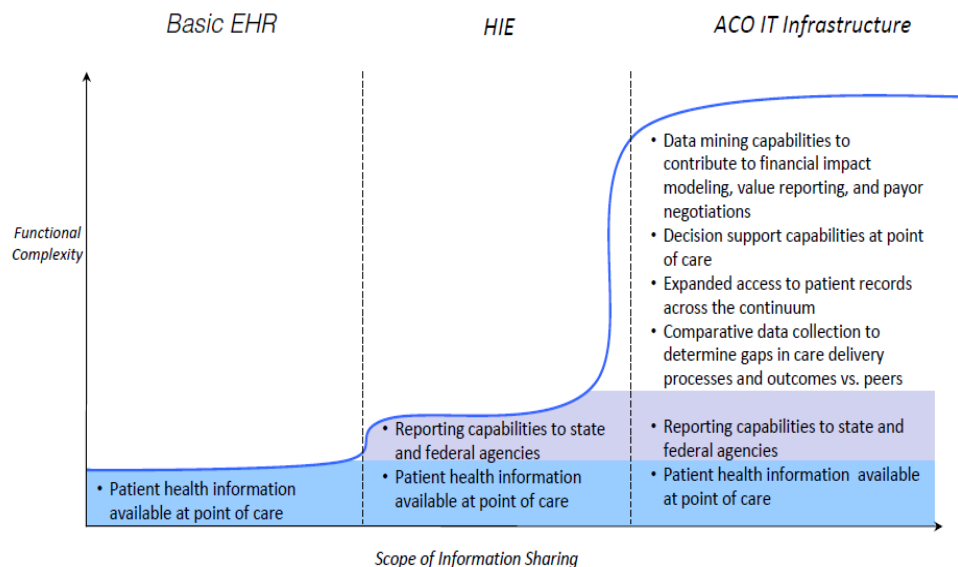 Basic EHR
HIE
ACO IT Infrastructure
Functional
Complexity
• Patient health information
available at point of care
• Reporting capabilities to state
and federal agencies
• Patient health information
available at point of care
• Data mining capabilities to
contribute to financial impact
modeling, value reporting, and payor
negotiations
• Decision support capabilities at point
of care
• Expanded access to patient records
across the continuum
• Comparative data collection to
determine gaps in care delivery
processes and outcomes vs. peers
• Reporting capabilities to state and
federal agencies
• Patient health information available
at point of care
Scope of Information Sharing